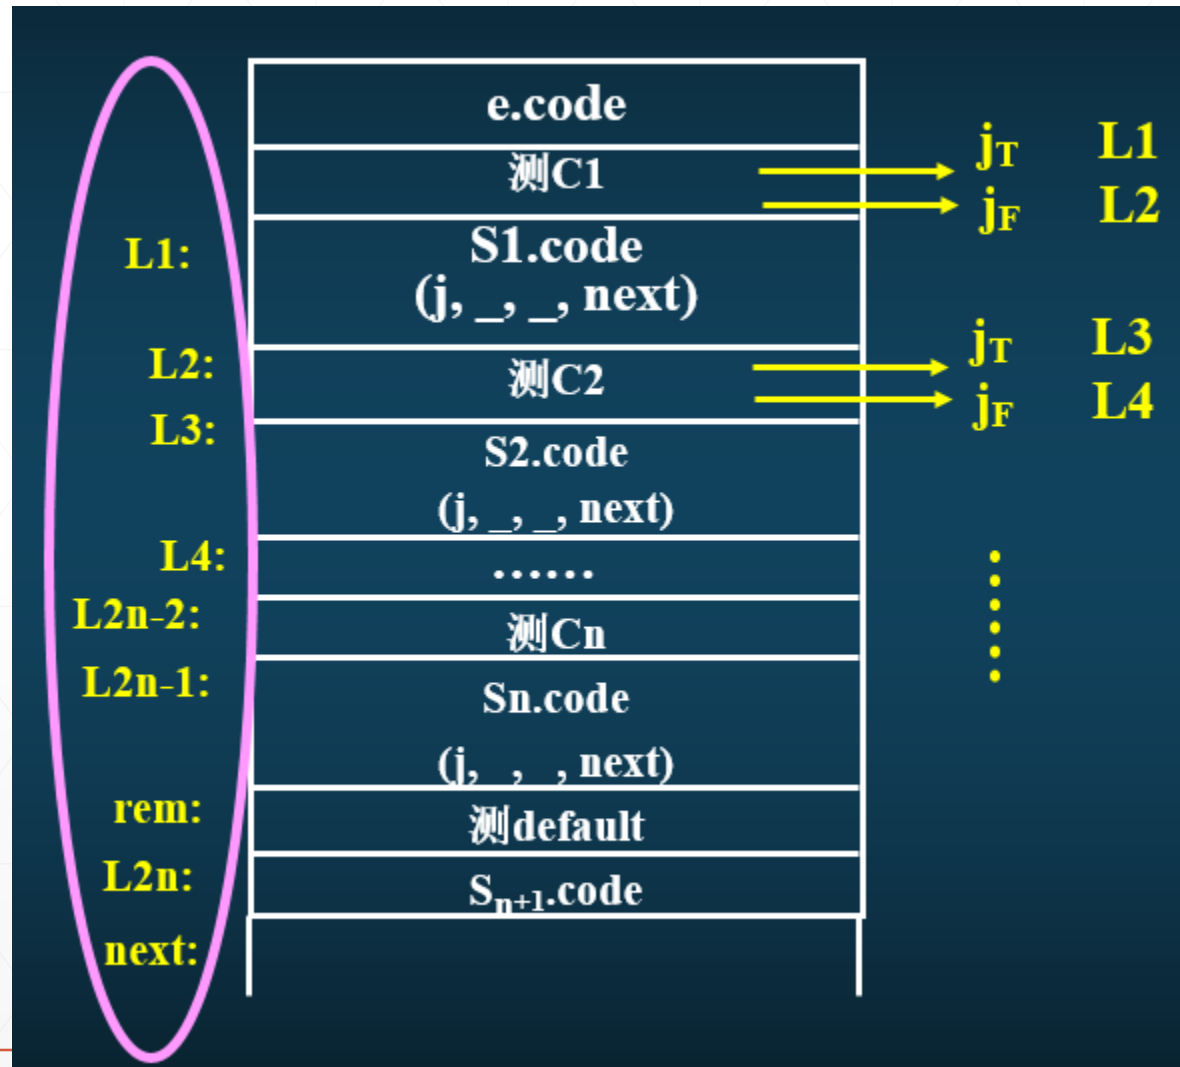 e.code
测C1
jT L1
jF L2
L1:
S1.code
(j, _, _, next)
L2:
测C2
jT L3
jF L4
L3:
S2.code
(j, _, _, next)
L4:
......
L2n-2:
测Cn
L2n-1:
Sn.code
(j, _, _, next)
rem:
测default
L2n:
Sn+1.code
next: